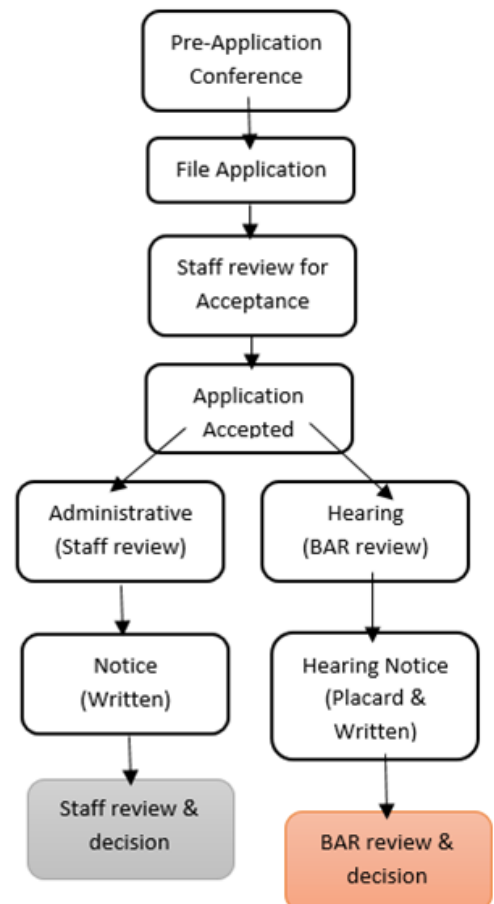 Pre-Application
Conference
File Application
Staff review for
Acceptance
Application
Accepted
Administrative
(Staff review)
Hearing
(BAR review)
Notice
(Written)
Hearing Notice
(Placard &
Written)
Staff review &
decision
BAR review &
decision